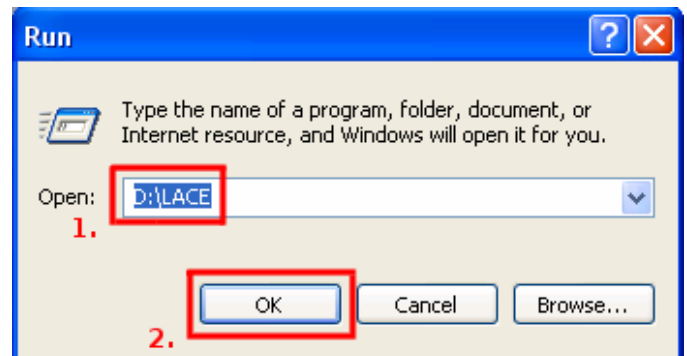 Run
Type the name of a program, folder, document, or
Internet resource, and Windows will open it for you.
Open: D:\LACE
1.
OK Cancel Browse...
2.